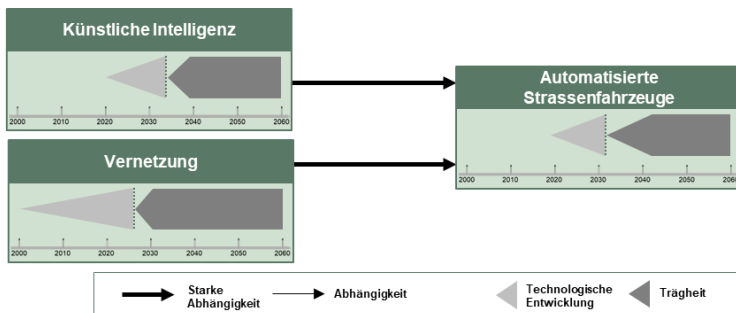 Künstliche Intelligenz
2000 2010 2020 2030 2040 2050 2060
Vernetzung
2000 2010 2020 2030 2040 2050 2060
Automatisierte
Strassenfahrzeuge
2000 2010 2020 2030 2040 2050 2060
Starke
Abhängigkeit
Abhängigkeit
Technologische
Entwicklung
Trägheit